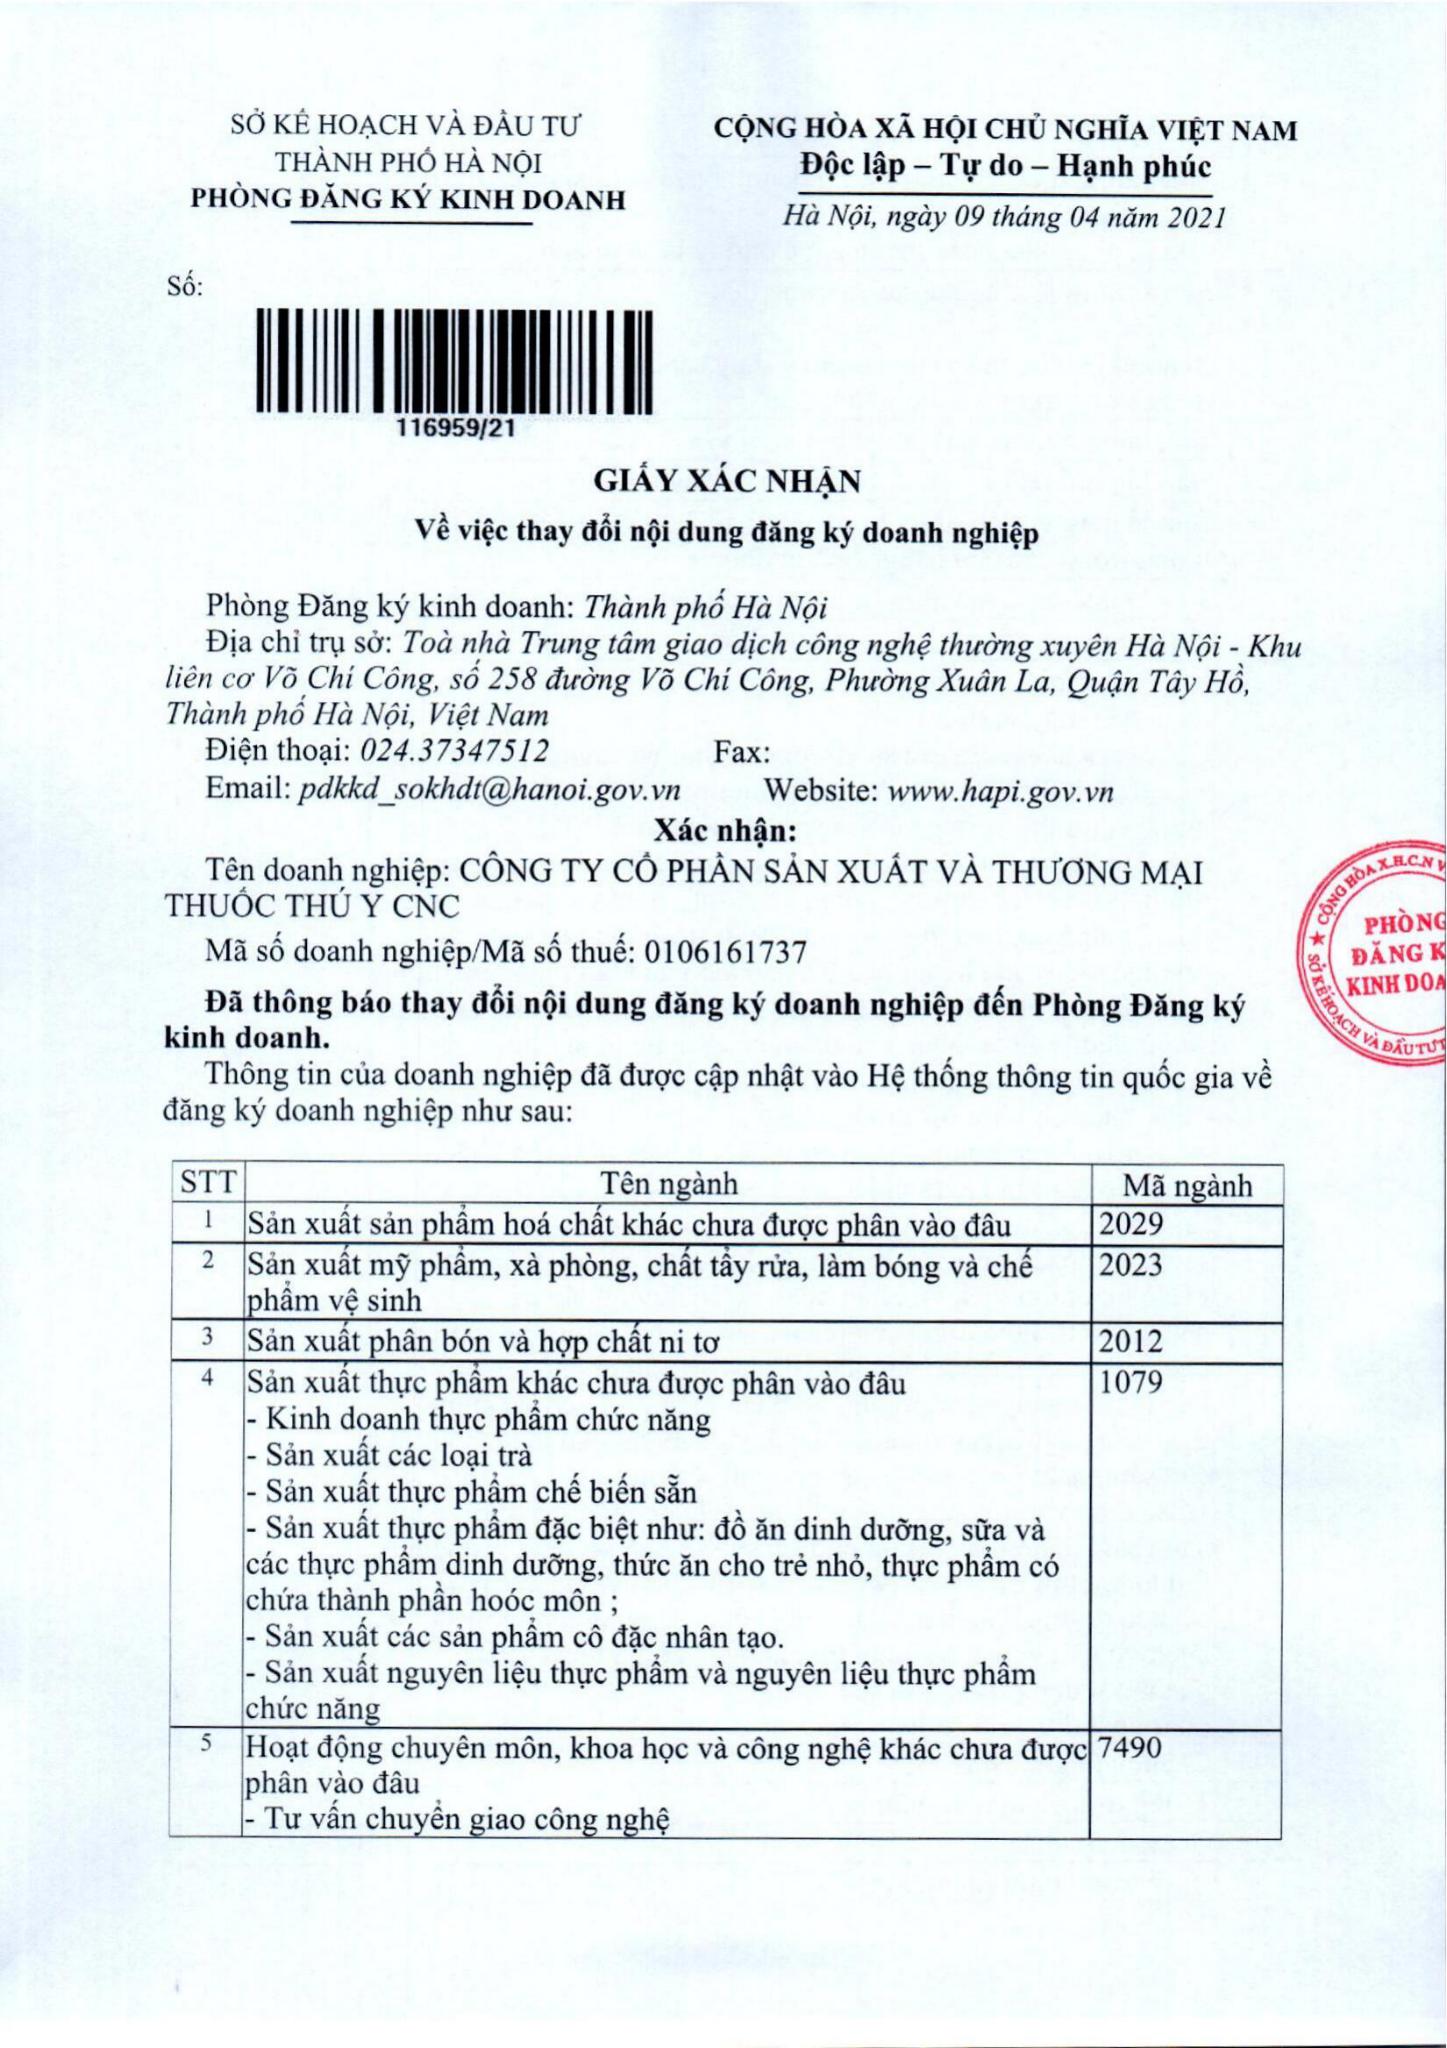 SỞ KẾ HOẠCH VÀ ĐẦU TƯ
THÀNH PHỐ HÀ NỘI
PHÒNG ĐĂNG KÝ KINH DOANH
CỘNG HÒA XÃ HỘI CHỦ NGHĨA VIỆT NAM
Độc lập – Tự do – Hạnh phúc
Hà Nội, ngày 09 tháng 04 năm 2021
Số:
116959/21
GIẤY XÁC NHẬN
Về việc thay đổi nội dung đăng ký doanh nghiệp
Phòng Đăng ký kinh doanh: Thành phố Hà Nội
Địa chỉ trụ sở: Toà nhà Trung tâm giao dịch công nghệ thường xuyên Hà Nội - Khu
liên cơ Võ Chí Công, số 258 đường Võ Chí Công, Phường Xuân La, Quận Tây Hồ,
Thành phố Hà Nội, Việt Nam
Điện thoại: 024.37347512 Fax:
Email: pdkkd_sokhdt@hanoi.gov.vn Website: www.hapi.gov.vn
Xác nhận:
Tên doanh nghiệp: CÔNG TY CỔ PHẦN SẢN XUẤT VÀ THƯƠNG MẠI
THUỐC THÚ Y CNC
Mã số doanh nghiệp/Mã số thuế: 0106161737
Đã thông báo thay đổi nội dung đăng ký doanh nghiệp đến Phòng Đăng ký
kinh doanh.
Thông tin của doanh nghiệp đã được cập nhật vào Hệ thống thông tin quốc gia về
đăng ký doanh nghiệp như sau:
★ CỘNG HÒA X.H.C.N V
PHÒNG
ĐĂNG K
KINH DOA
SỞ KẾ HOẠCH VÀ ĐẦU TƯ T
STT Tên ngành Mã ngành
1 Sản xuất sản phẩm hoá chất khác chưa được phân vào đâu 2029
2 Sản xuất mỹ phẩm, xà phòng, chất tẩy rửa, làm bóng và chế 2023
phẩm vệ sinh
3 Sản xuất phân bón và hợp chất ni tơ 2012
4 Sản xuất thực phẩm khác chưa được phân vào đâu 1079
- Kinh doanh thực phẩm chức năng
- Sản xuất các loại trà
- Sản xuất thực phẩm chế biến sẵn
- Sản xuất thực phẩm đặc biệt như: đồ ăn dinh dưỡng, sữa và
các thực phẩm dinh dưỡng, thức ăn cho trẻ nhỏ, thực phẩm có
chứa thành phần hoóc môn ;
- Sản xuất các sản phẩm cô đặc nhân tạo.
- Sản xuất nguyên liệu thực phẩm và nguyên liệu thực phẩm
chức năng
5 Hoạt động chuyên môn, khoa học và công nghệ khác chưa được 7490
phân vào đâu
- Tư vấn chuyển giao công nghệ